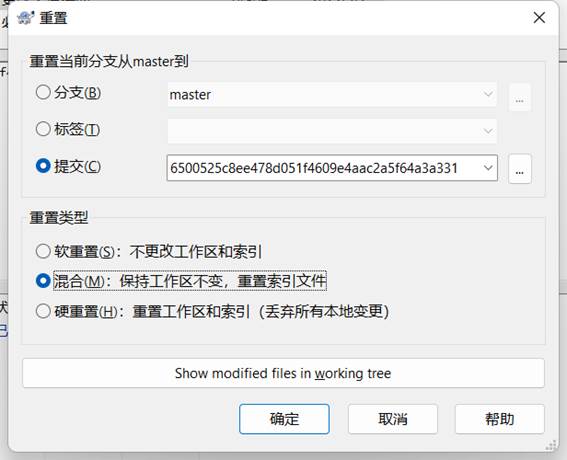 重置
重置当前分支从master到
分支(B)
master
...
标签(T)
提交(C)
6500525c8ee478d051f4609e4aac2a5f64a3a331
...
重置类型
软重置(S)：不更改工作区和索引
混合(M)：保持工作区不变，重置索引文件
硬重置(H)：重置工作区和索引（丢弃所有本地变更）
Show modified files in working tree
确定
取消
帮助